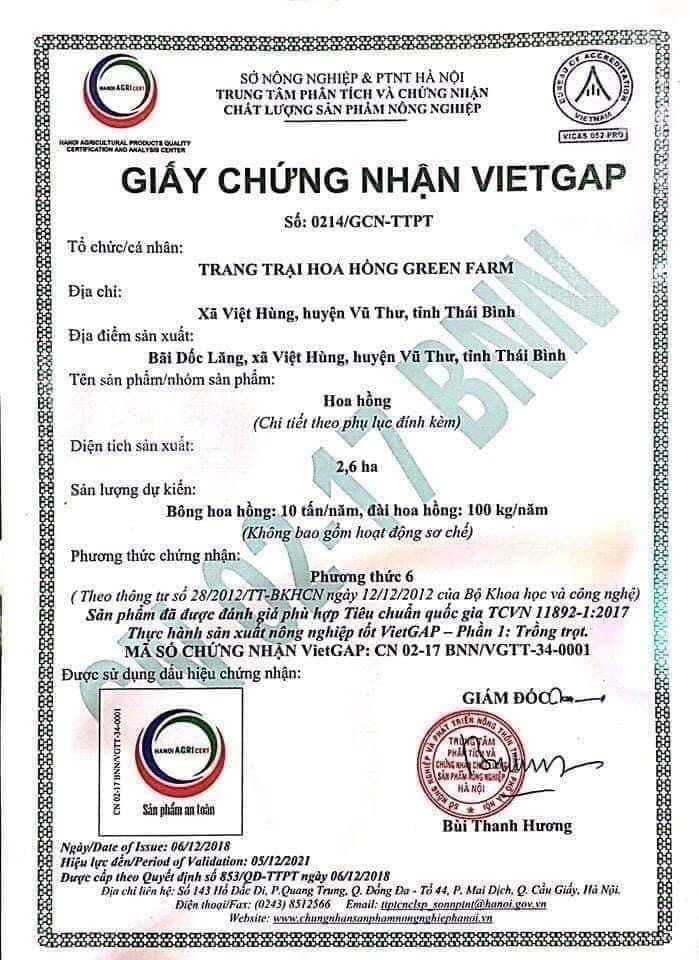 HANOI AGRI CERT
HANOI AGRICULTURAL PRODUCTS QUALITY
CERTIFICATION AND ANALYSIS CENTER
SỞ NÔNG NGHIỆP & PTNT HÀ NỘI
TRUNG TÂM PHÂN TÍCH VÀ CHỨNG NHẬN
CHẤT LƯỢNG SẢN PHẨM NÔNG NGHIỆP
BUREAU OF ACCREDITATION
VIETNAM
VICAS 052 PRO
GIẤY CHỨNG NHẬN VIETGAP
Số: 0214/GCN-TTPT
Tổ chức/cá nhân:
TRANG TRẠI HOA HỒNG GREEN FARM
Địa chỉ:
Xã Việt Hùng, huyện Vũ Thư, tỉnh Thái Bình
Địa điểm sản xuất:
Bãi Dốc Lăng, xã Việt Hùng, huyện Vũ Thư, tỉnh Thái Bình
Tên sản phẩm/nhóm sản phẩm:
Hoa hồng
(Chi tiết theo phụ lục đính kèm)
Diện tích sản xuất:
2,6 ha
Sản lượng dự kiến:
Bông hoa hồng: 10 tấn/năm, đài hoa hồng: 100 kg/năm
(Không bao gồm hoạt động sơ chế)
Phương thức chứng nhận:
Phương thức 6
( Theo thông tư số 28/2012/TT-BKHCN ngày 12/12/2012 của Bộ Khoa học và công nghệ)
Sản phẩm đã được đánh giá phù hợp Tiêu chuẩn quốc gia TCVN 11892-1:2017
Thực hành sản xuất nông nghiệp tốt VietGAP – Phần 1: Trồng trọt.
MÃ SỐ CHỨNG NHẬN VietGAP: CN 02-17 BNN/VGTT-34-0001
CN 02-17 BNN
Được sử dụng dấu hiệu chứng nhận:
CN 02-17 BNN/VGTT-34-0001
HANOI AGRI CERT
Sản phẩm an toàn
GIÁM ĐỐC
SỞ NÔNG NGHIỆP VÀ PHÁT TRIỂN NÔNG THÔN THÀNH PHỐ HÀ NỘI
TRUNG TÂM
PHÂN TÍCH VÀ
CHỨNG NHẬN CHẤT LƯỢNG
SẢN PHẨM NÔNG NGHIỆP
HÀ NỘI
Bùi Thanh Hương
Ngày/Date of Issue: 06/12/2018
Hiệu lực đến/Period of Validation: 05/12/2021
Được cấp theo Quyết định số 853/QĐ-TTPT ngày 06/12/2018
Địa chỉ liên hệ: Số 143 Hồ Đắc Di, P.Quang Trung, Q. Đống Đa - Tổ 44, P. Mai Dịch, Q. Cầu Giấy, Hà Nội.
Điện thoại/Fax: (0243) 8512566 Email: ttptcnclsp_sonnptnt@hanoi.gov.vn
Website: www.chungnhansanphamnongnghiephanoi.vn